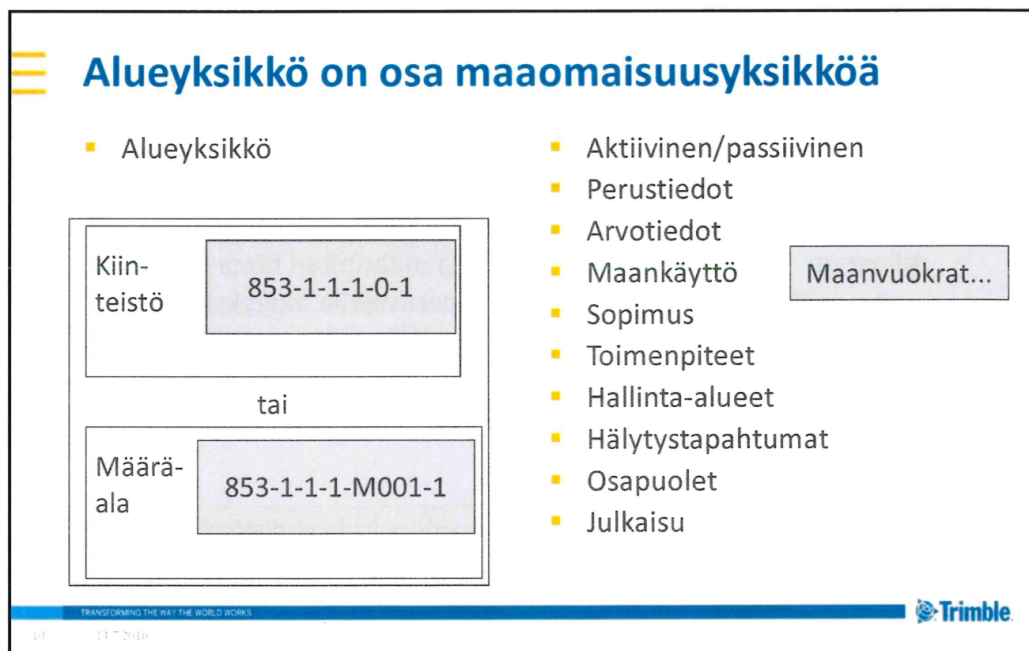 Alueyksikkö on osa maaomaisuusyksikköä
Alueyksikkö
Kiin-
teistö
853-1-1-1-0-1
tai
Määrä-
ala
853-1-1-1-M001-1
Aktiivinen/passiivinen
Perustiedot
Arvotiedot
Maankäyttö
Maanvuokrat...
Sopimus
Toimenpiteet
Hallinta-alueet
Hälytystapahtumat
Osapuolet
Julkaisu
TRANSFORMING THE WAY THE WORLD WORKS
Trimble
10